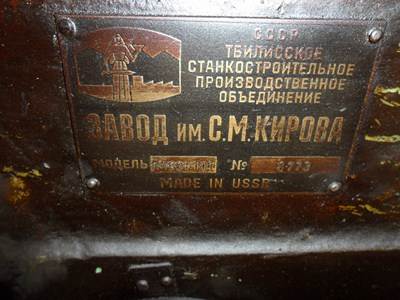 СССР
ТБИЛИССКОЕ
СТАНКОСТРОИТЕЛЬНОЕ
ПРОИЗВОДСТВЕННОЕ
ОБЪЕДИНЕНИЕ
ЗАВОД ИМ. С.М.КИРОВА
МОДЕЛЬ №
MADE IN USSR